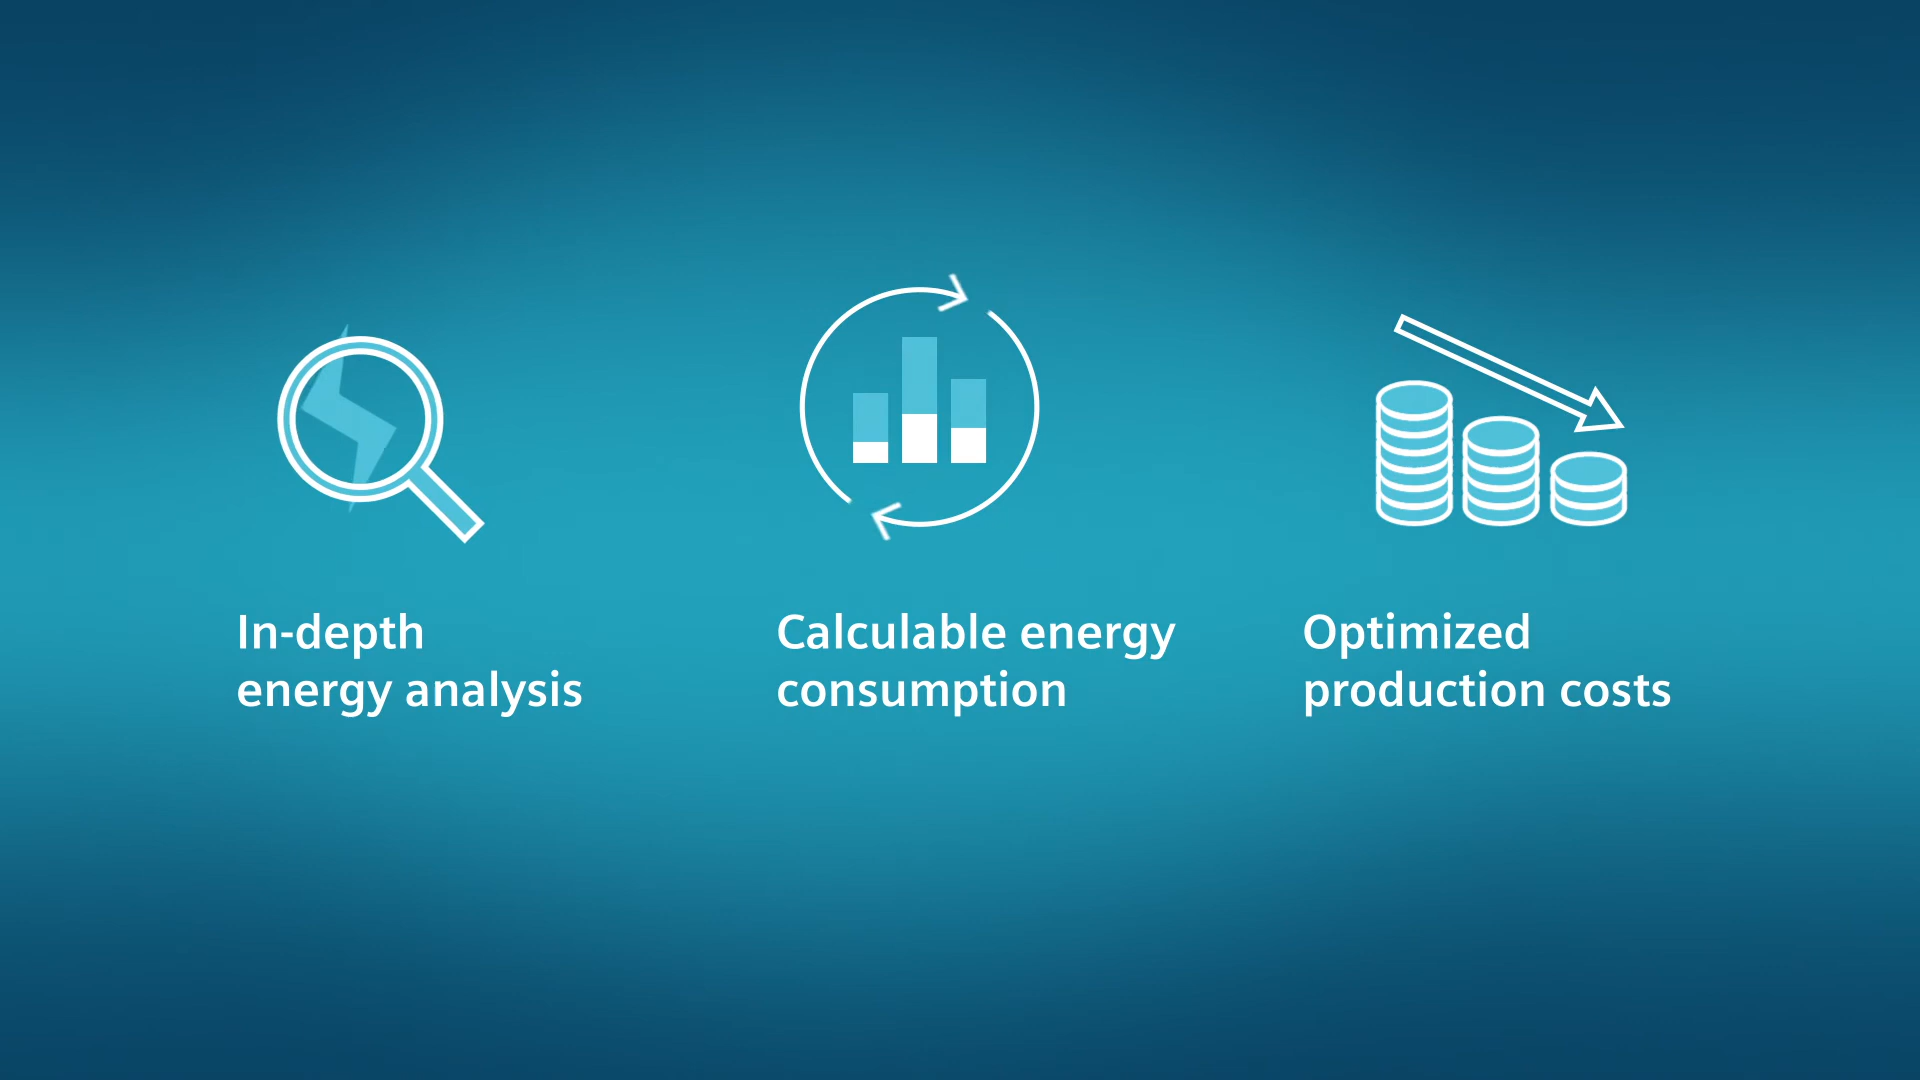 In-depth
energy analysis
Calculable energy
consumption
Optimized
production costs